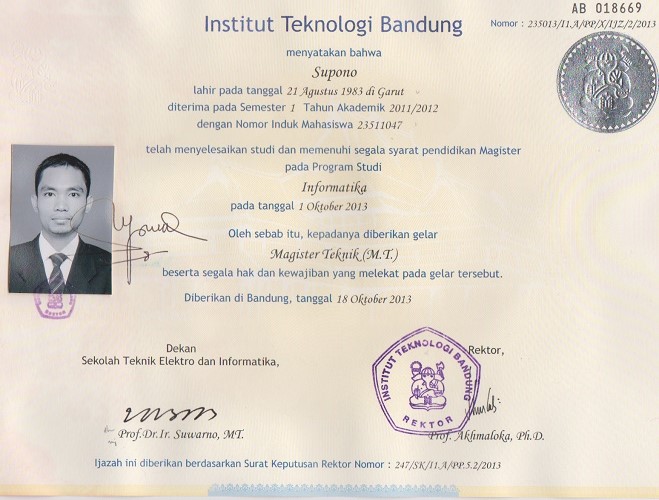 AB 018669
Institut Teknologi Bandung
Nomor : 235013/I1.A/PP/X/IJZ/2/2013
menyatakan bahwa
Supono
lahir pada tanggal 21 Agustus 1983 di Garut
diterima pada Semester 1 Tahun Akademik 2011/2012
dengan Nomor Induk Mahasiswa 23511047
telah menyelesaikan studi dan memenuhi segala syarat pendidikan Magister
pada Program Studi
Informatika
pada tanggal 1 Oktober 2013
Oleh sebab itu, kepadanya diberikan gelar
Magister Teknik (M.T.)
beserta segala hak dan kewajiban yang melekat pada gelar tersebut.
Diberikan di Bandung, tanggal 18 Oktober 2013
REKTOR
Dekan
Sekolah Teknik Elektro dan Informatika,
Rektor,
INSTITUT TEKNOLOGI BANDUNG
REKTOR
Prof.Dr.Ir. Suwarno, MT.
Prof. Akhmaloka, Ph.D.
Ijazah ini diberikan berdasarkan Surat Keputusan Rektor Nomor : 247/SK/I1.A/PP.5.2/2013